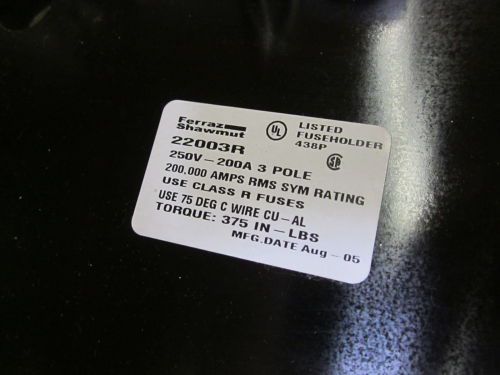 Ferraz
Shawmut
UL
LISTED
FUSEHOLDER
438P
22003R
250V-200A 3 POLE
200,000 AMPS RMS SYM RATING
USE CLASS R FUSES
USE 75 DEG C WIRE CU-AL
TORQUE: 375 IN-LBS
MFG.DATE Aug - 05